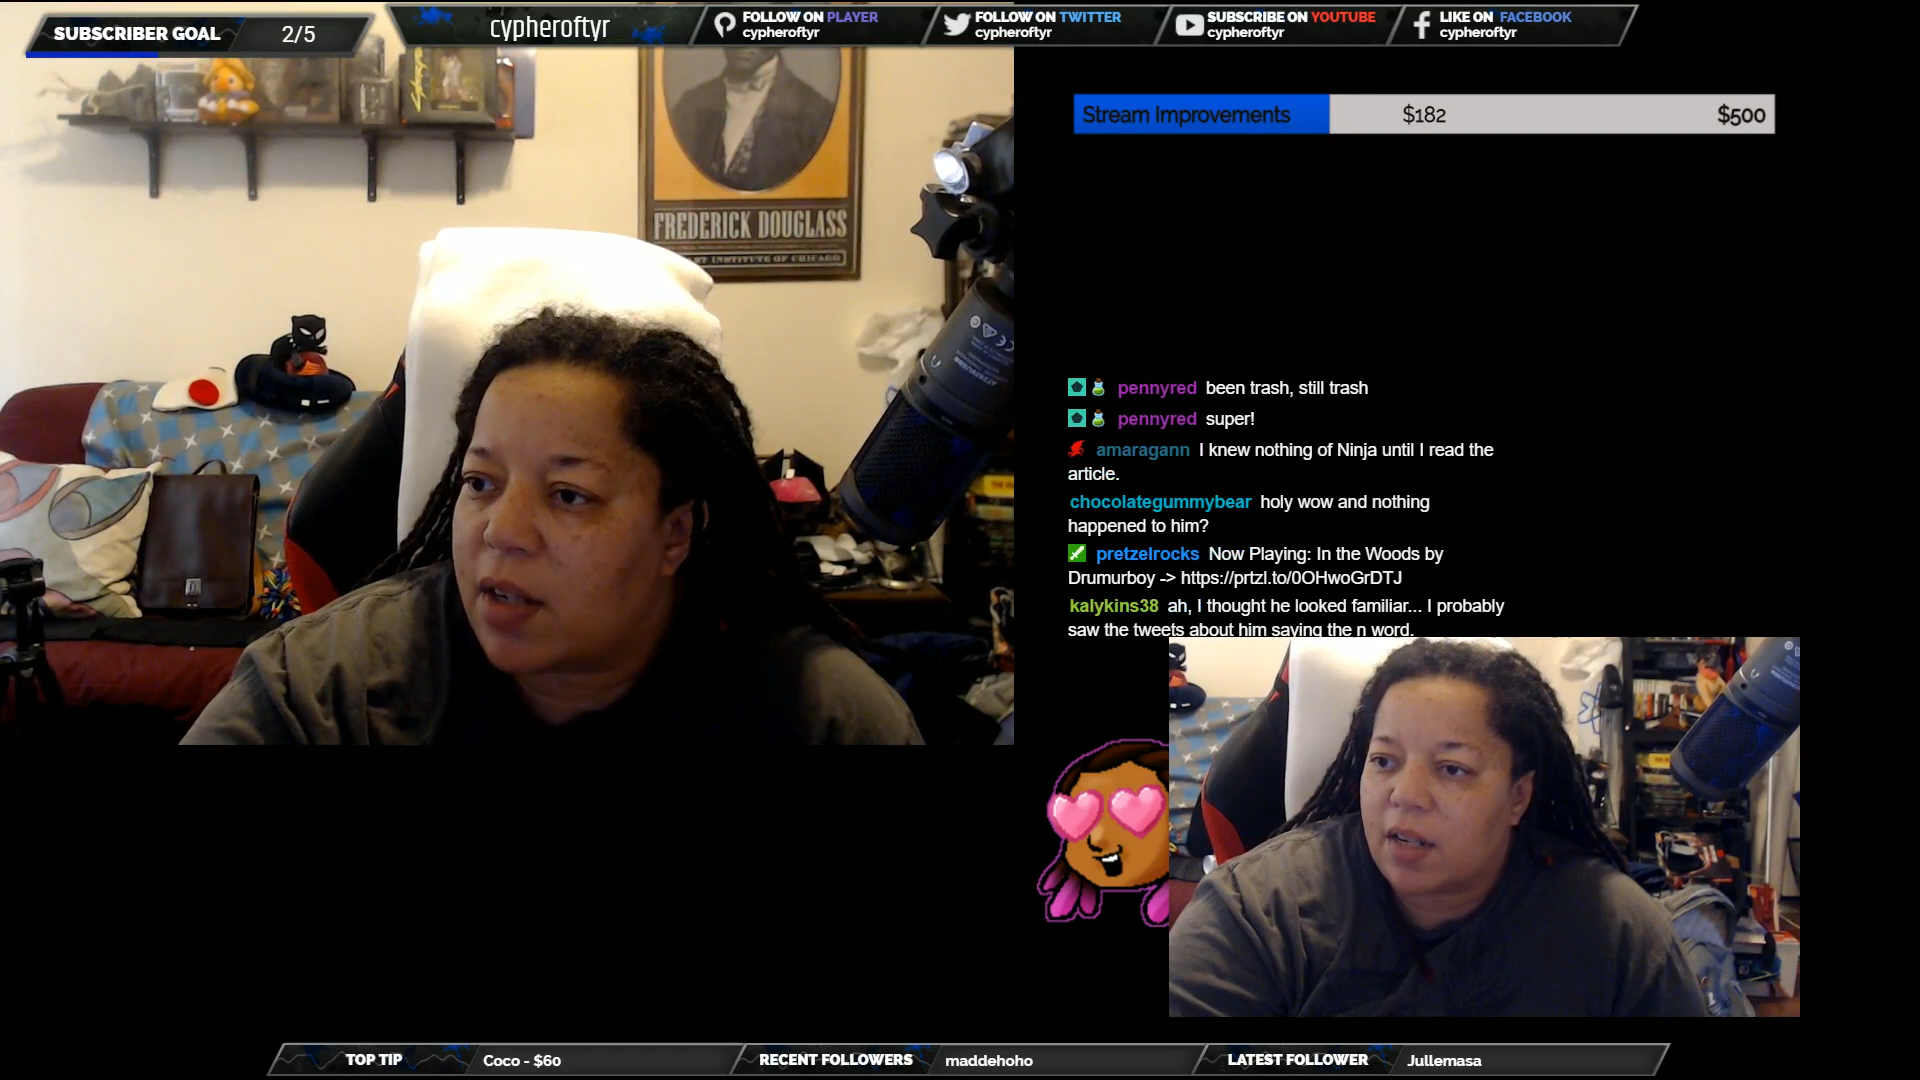 SUBSCRIBER GOAL 2/5
cypheroftyr
FOLLOW ON PLAYER
cypheroftyr
FOLLOW ON TWITTER
cypheroftyr
SUBSCRIBE ON YOUTUBE
cypheroftyr
LIKE ON FACEBOOK
cypheroftyr
Stream Improvements $182 $500
FREDERICK DOUGLASS
ART INSTITUTE OF CHICAGO
pennyred been trash, still trash
pennyred super!
amaragann I knew nothing of Ninja until I read the
article.
chocolategummybear holy wow and nothing
happened to him?
pretzelrocks Now Playing: In the Woods by
Drumurboy -> https://prtzl.to/0OHwoGrDTJ
kalykins38 ah, I thought he looked familiar... I probably
saw the tweets about him saying the n word.
TOP TIP Coco - $60 RECENT FOLLOWERS maddehoho LATEST FOLLOWER Jullemasa